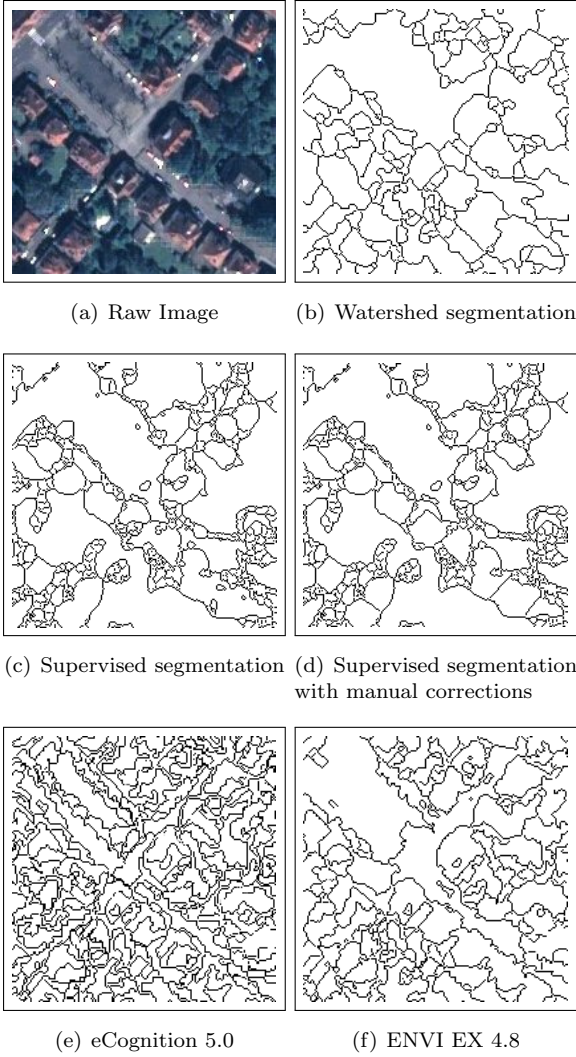 (a) Raw Image
(b) Watershed segmentation
(c) Supervised segmentation
(d) Supervised segmentation
with manual corrections
(e) eCognition 5.0
(f) ENVI EX 4.8